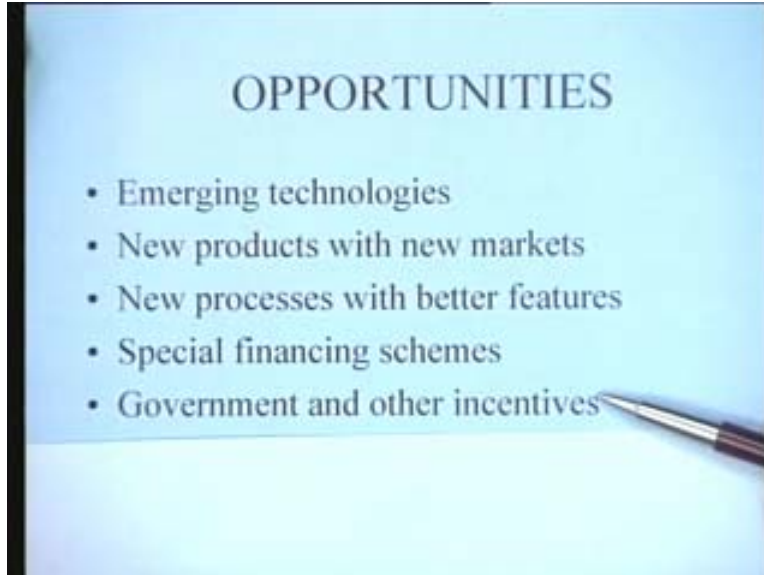 OPPORTUNITIES
• Emerging technologies
• New products with new markets
• New processes with better features
• Special financing schemes
• Government and other incentives